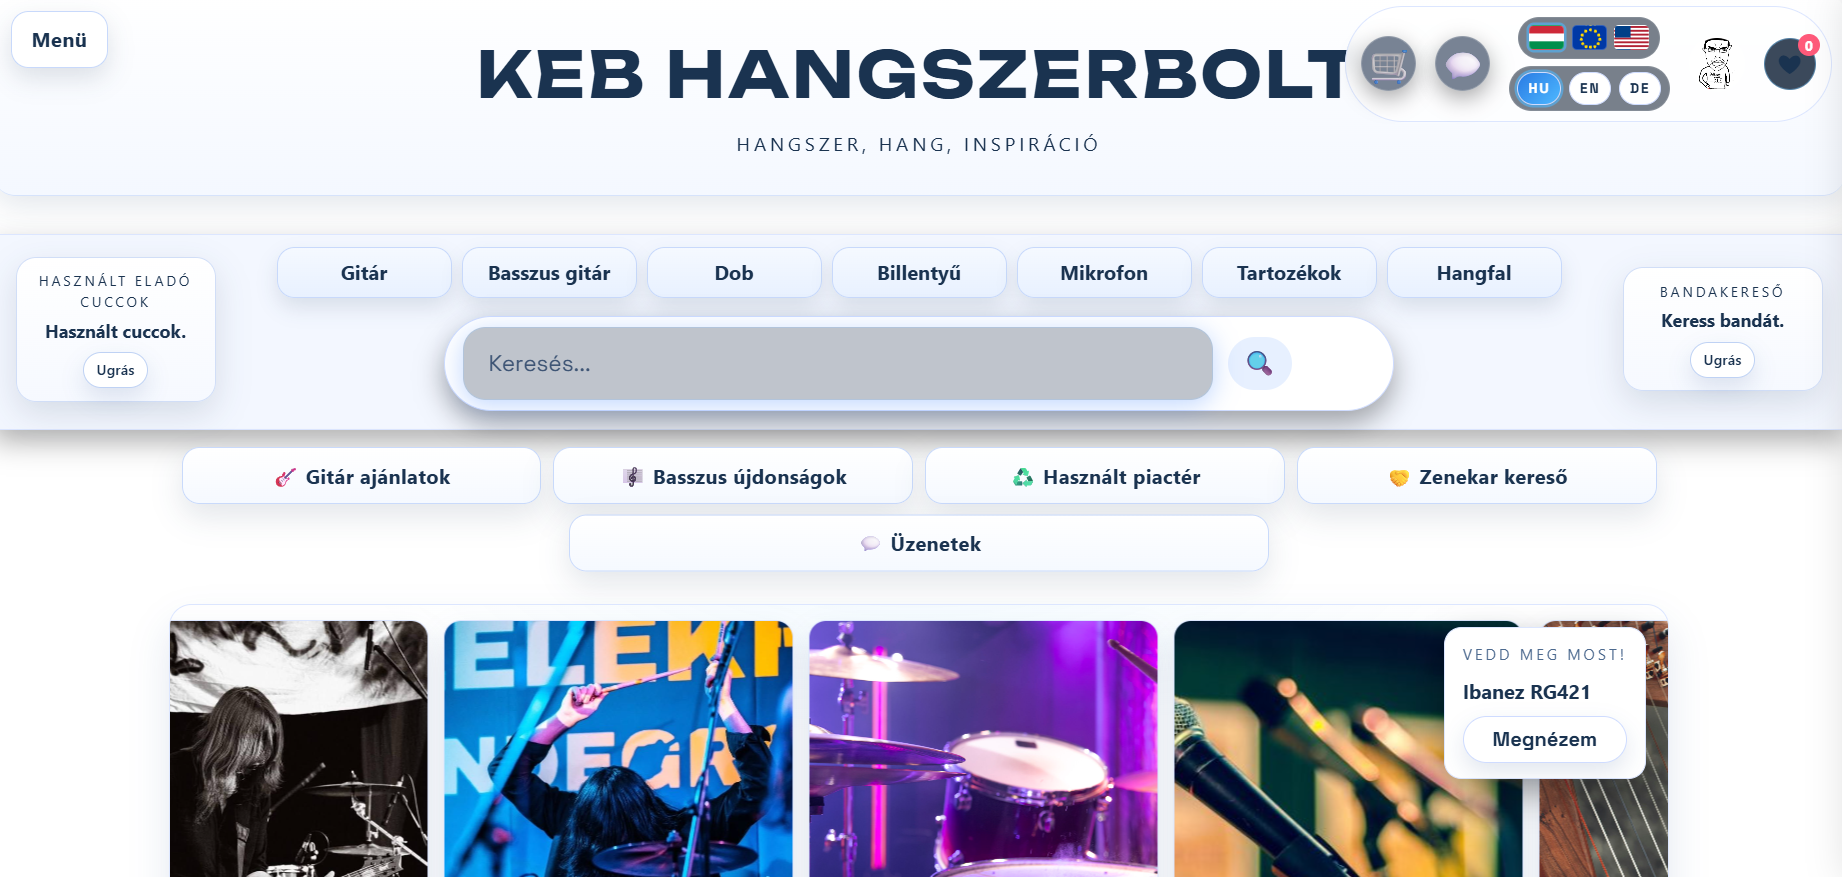 Menü
KEB HANGSZERBOLT
HANGSZER, HANG, INSPIRÁCIÓ
HU EN DE
0
HASZNÁLT ELADÓ
CUCCOK
Használt cuccok.
Ugrás
Gitár
Basszus gitár
Dob
Billentyű
Mikrofon
Tartozékok
Hangfal
Keresés...
BANDAKERESŐ
Keress bandát.
Ugrás
Gitár ajánlatok
Basszus újdonságok
Használt piactér
Zenekar kereső
Üzenetek
VEDD MEG MOST!
Ibanez RG421
Megnézem